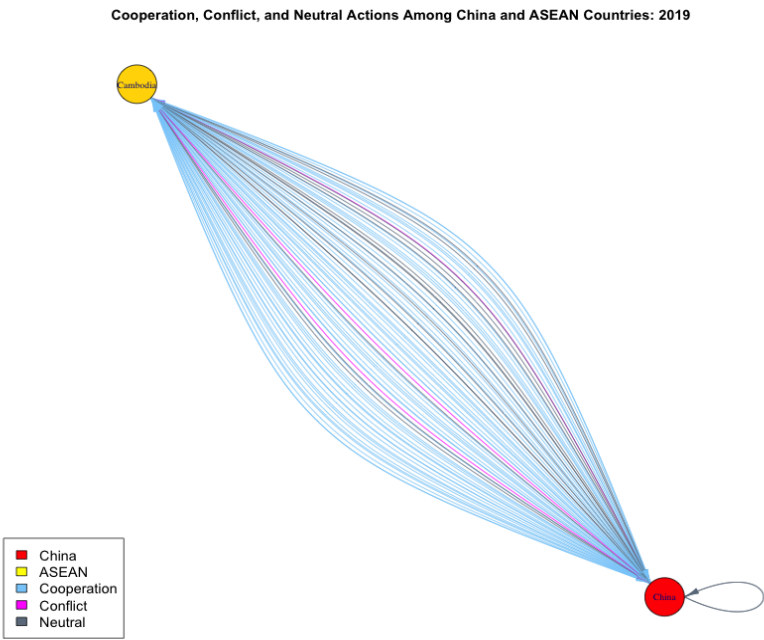 Cooperation, Conflict, and Neutral Actions Among China and ASEAN Countries: 2019
Cambodia
China
China
ASEAN
Cooperation
Conflict
Neutral